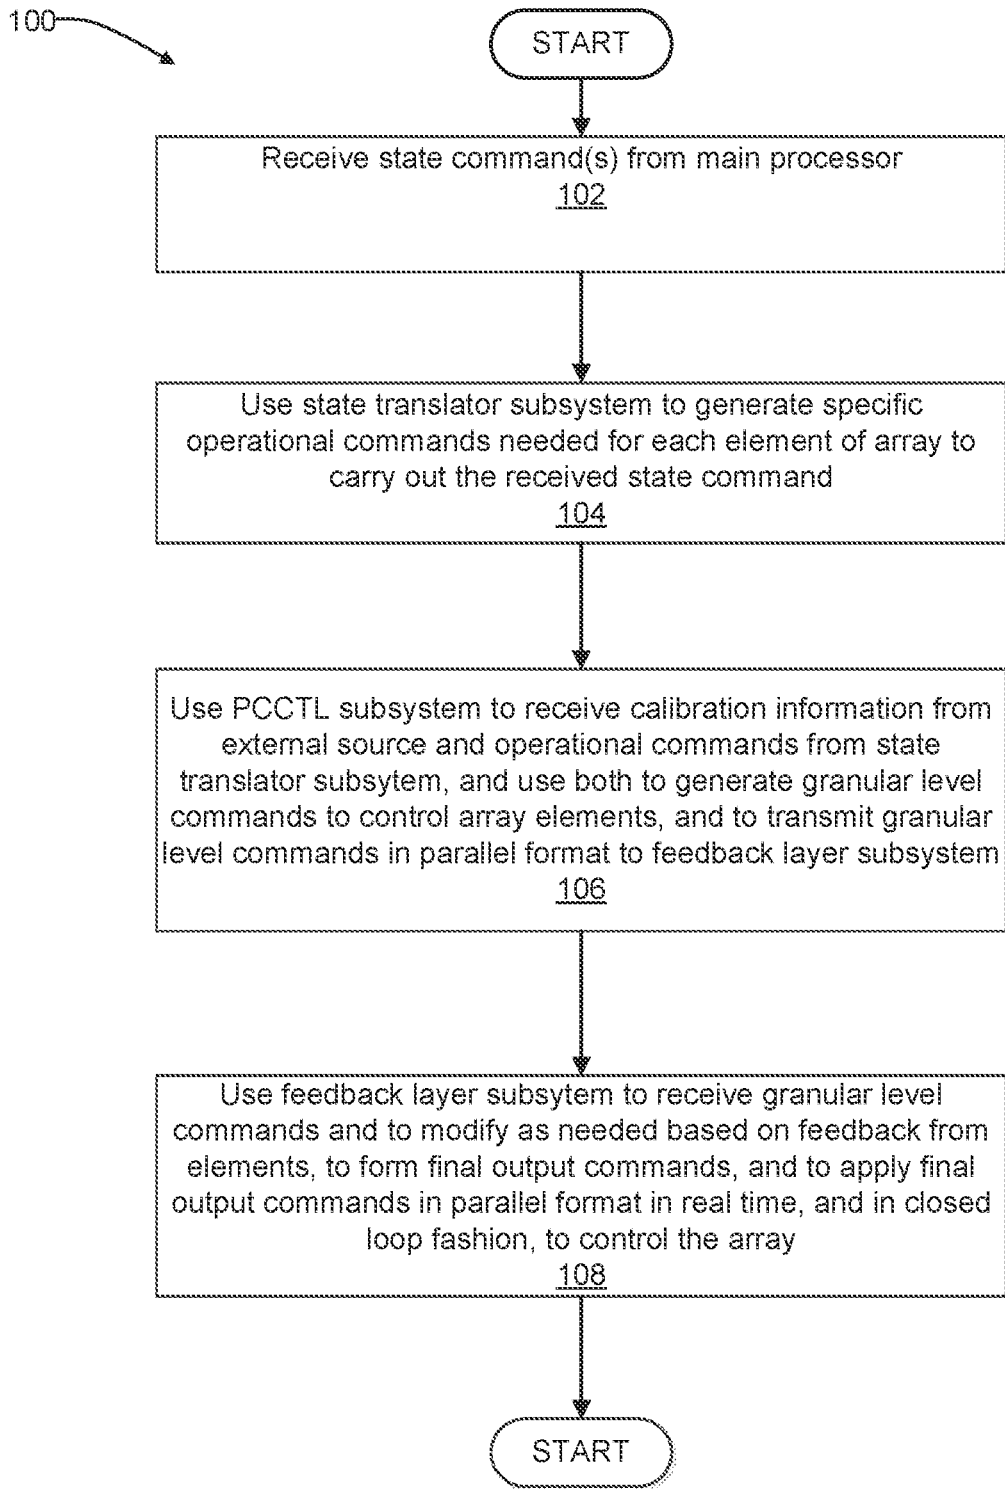 100
START
Receive state command(s) from main processor
102
Use state translator subsystem to generate specific
operational commands needed for each element of array to
carry out the received state command
104
Use PCCTL subsystem to receive calibration information from
external source and operational commands from state
translator subsytem, and use both to generate granular level
commands to control array elements, and to transmit granular
level commands in parallel format to feedback layer subsystem
106
Use feedback layer subsytem to receive granular level
commands and to modify as needed based on feedback from
elements, to form final output commands, and to apply final
output commands in parallel format in real time, and in closed
loop fashion, to control the array
108
START